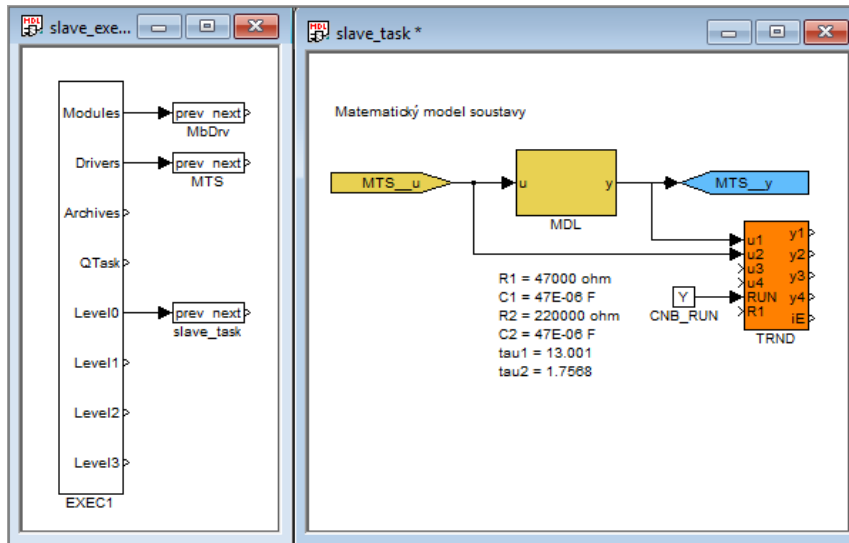 slave_exe...
Modules
prev next
MbDrv
Drivers
prev next
MTS
Archives
QTask
Level0
prev next
slave_task
Level1
Level2
Level3
EXEC1
slave_task *
Matematický model soustavy
MTS__u
u
y
MDL
MTS__y
u1
u2
u3
u4
RUN
R1
y1
y2
y3
y4
iE
TRND
Y
CNB_RUN
R1 = 47000 ohm
C1 = 47E-06 F
R2 = 220000 ohm
C2 = 47E-06 F
tau1 = 13.001
tau2 = 1.7568